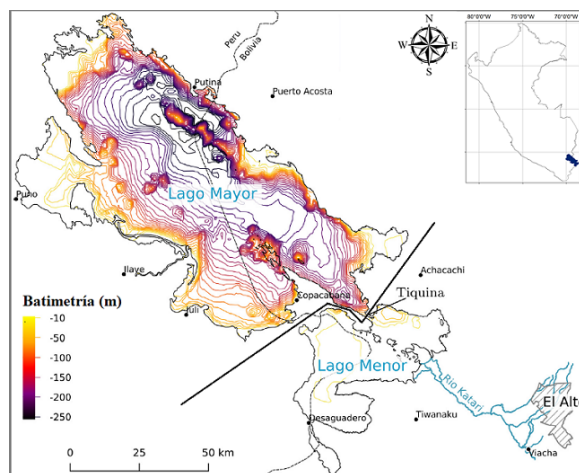 80°0'0"W 75°0'0"W 70°0'0"W
N
W E
S
Peru
Bolivia
Putina
Puerto Acosta
Puno
Lago Mayor
Ilave
Achacachi
Copacabana
Tiquina
Juli
Batimetría (m)
-10
-50
-100
-150
-200
-250
Lago Menor
Río Katari
El Alto
Desaguadero
Tiwanaku
Viacha
0 25 50 km